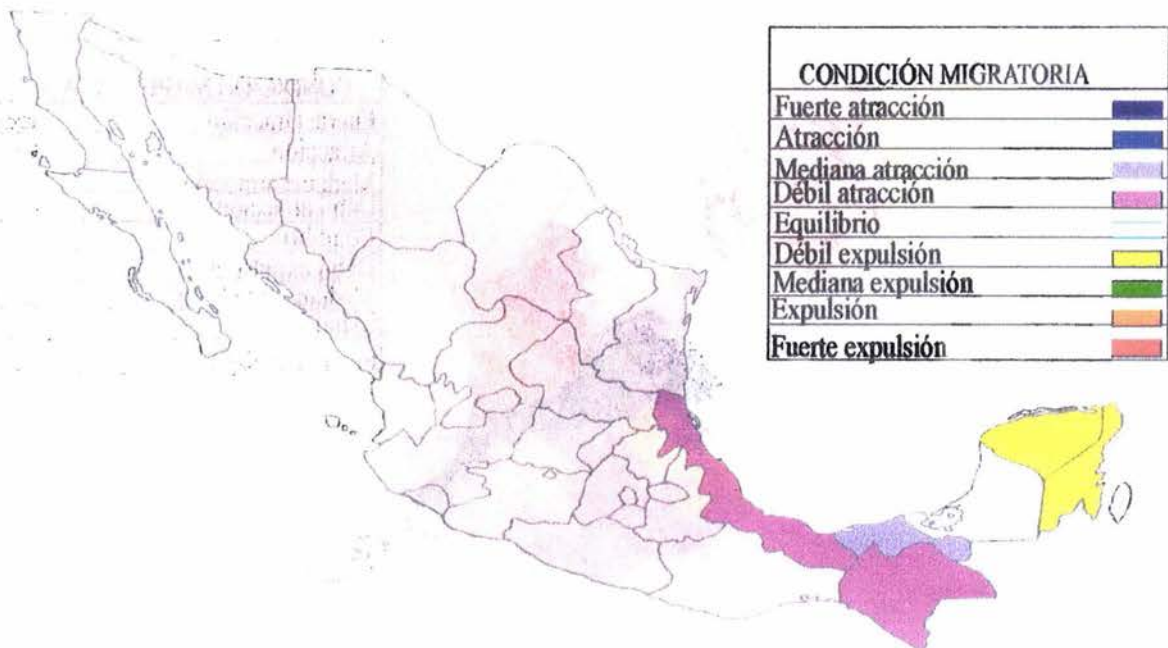 CONDICIÓN MIGRATORIA
Fuerte atracción
Atracción
Mediana atracción
Débil atracción
Equilibrio
Débil expulsión
Mediana expulsión
Expulsión
Fuerte expulsión